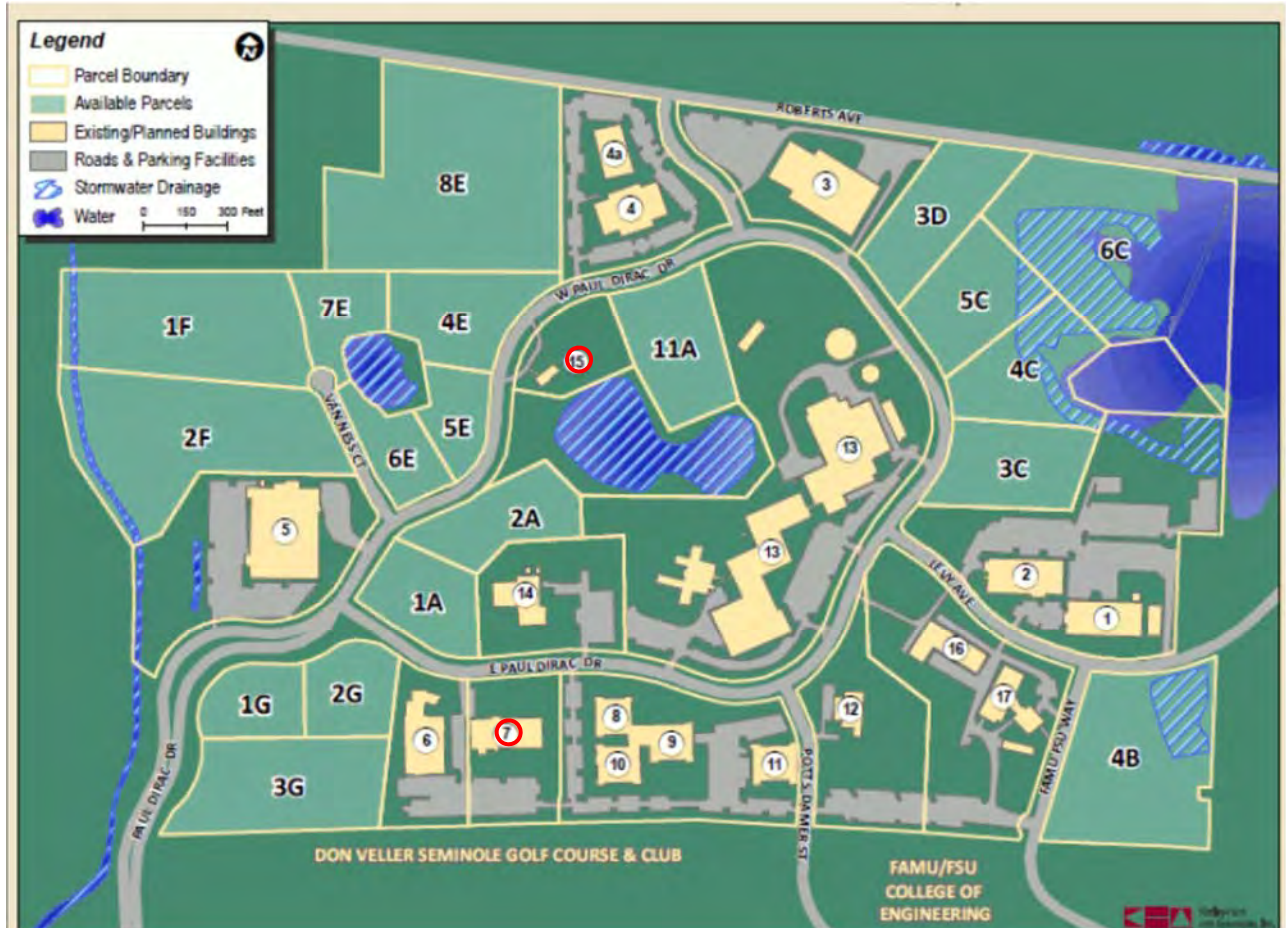 Legend
N
Parcel Boundary
Available Parcels
Existing/Planned Buildings
Roads & Parking Facilities
Stormwater Drainage
Water
0 150 300 Feet
ROBERTS AVE
4a
3
8E
4
3D
6C
W PAUL DIRAC DR
7E
4E
5C
1F
11A
15
4C
VANNESS CT
2F
5E
6E
13
3C
2A
5
13
LEVY AVE
2
14
1A
1
16
E PAUL DIRAC DR
17
1G
2G
8
12
6
7
9
10
11
FAMU/FSU WAY
4B
3G
PAUL DIRAC DR
POTTS DAMER ST
DON VELLER SEMINOLE GOLF COURSE & CLUB
FAMU/FSU
COLLEGE OF
ENGINEERING